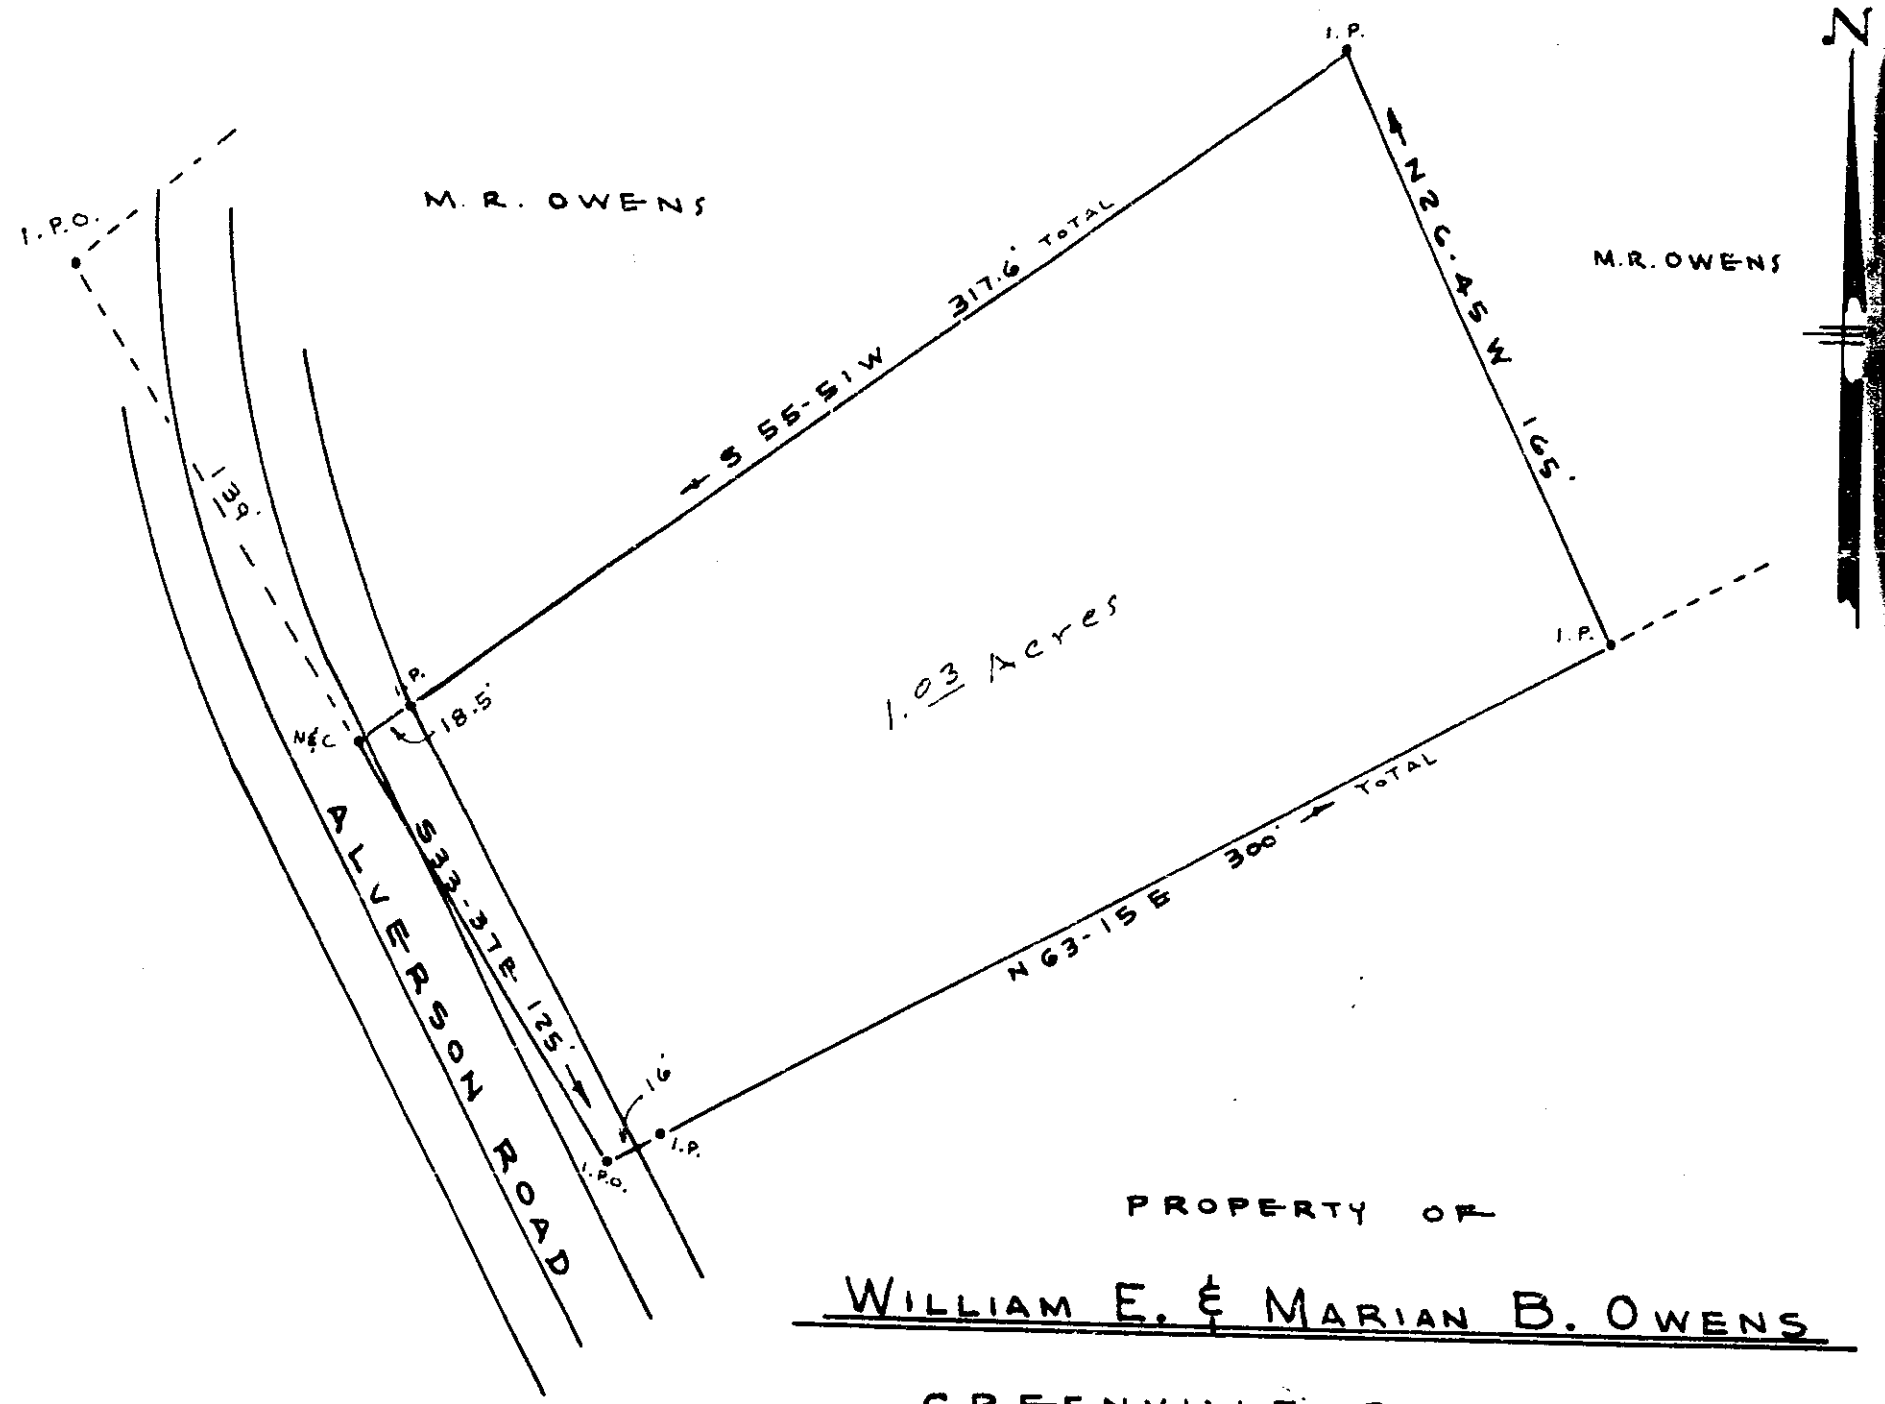 N
I. P.
M. R. OWENS
I. P. O.
M.R. OWENS
N 26-45 W 165'
317.6' TOTAL
S 55-51 W
139'
1.03 Acres
I. P.
I. P.
18.5'
N&C
S 33-37 E 125'
ALVERSON ROAD
N 63-15 E 300' TOTAL
16'
I. P.
I. P. O.
PROPERTY OF
WILLIAM E. & MARIAN B. OWENS
GREENVILLE